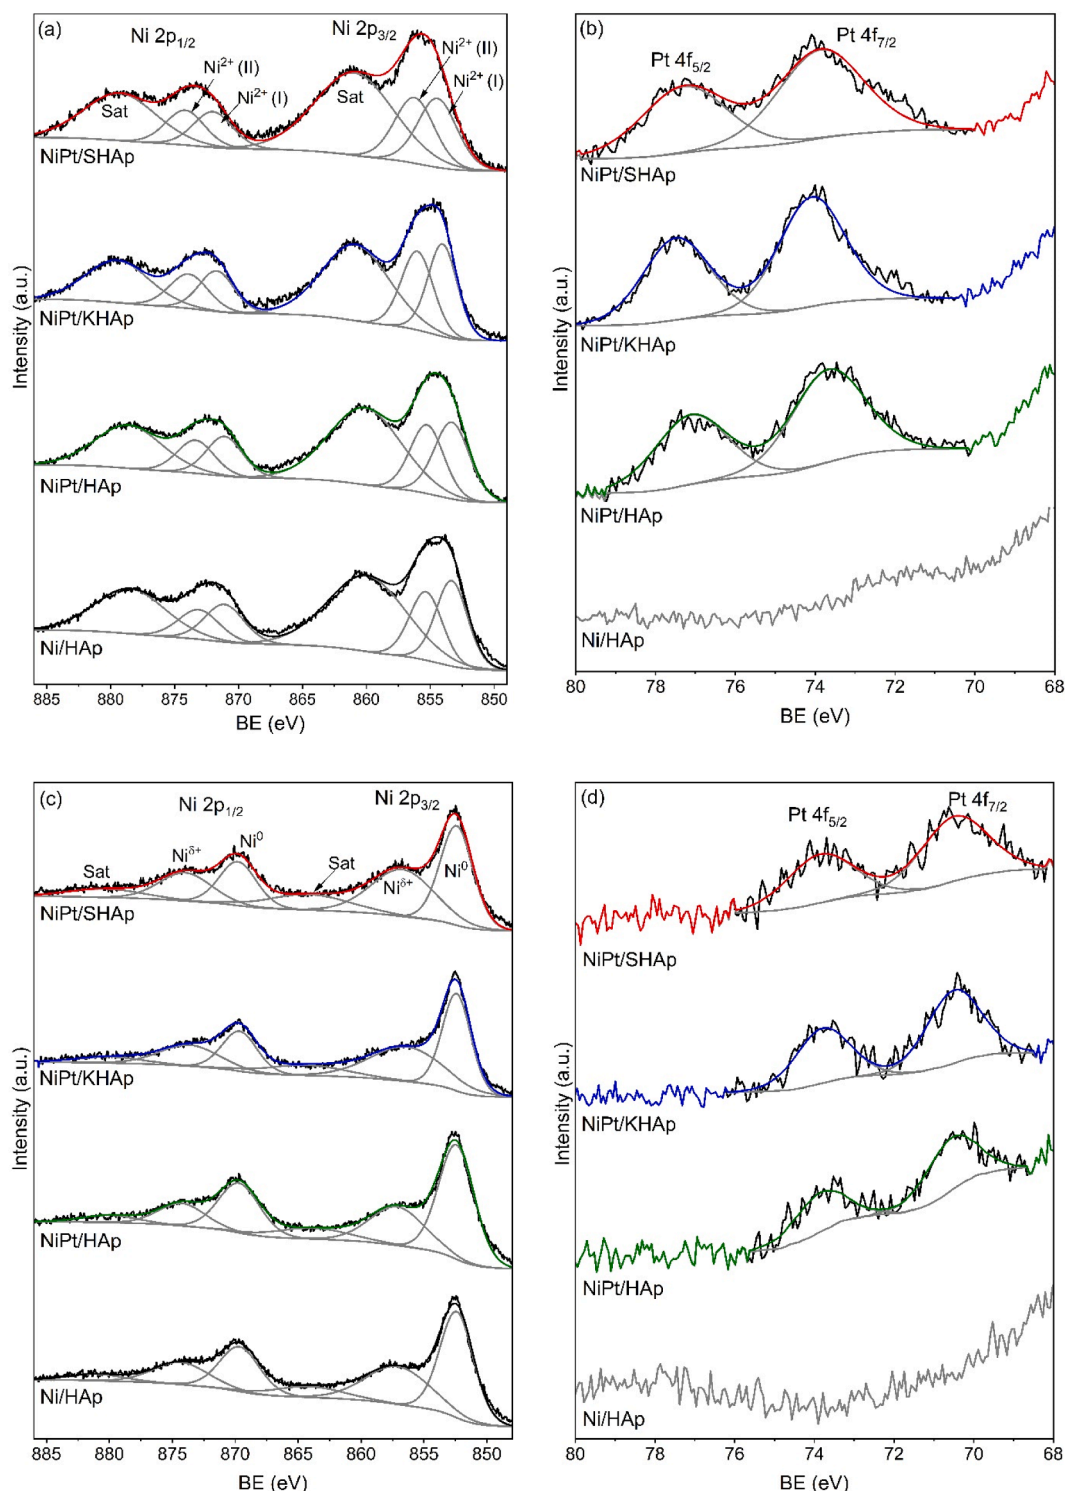 (a)
Ni 2p1/2
Ni 2p3/2
Ni2+ (II)
Ni2+ (I)
Sat
Ni2+ (II)
Ni2+ (I)
Sat
NiPt/SHAp
NiPt/KHAp
NiPt/HAp
Ni/HAp
Intensity (a.u.)
885 880 875 870 865 860 855 850
BE (eV)
(b)
Pt 4f5/2
Pt 4f7/2
NiPt/SHAp
NiPt/KHAp
NiPt/HAp
Ni/HAp
Intensity (a.u.)
80 78 76 74 72 70 68
BE (eV)
(c)
Ni 2p1/2
Ni 2p3/2
Sat
Niδ+
Ni0
Sat
Niδ+
Ni0
NiPt/SHAp
NiPt/KHAp
NiPt/HAp
Ni/HAp
Intensity (a.u.)
885 880 875 870 865 860 855 850
BE (eV)
(d)
Pt 4f5/2
Pt 4f7/2
NiPt/SHAp
NiPt/KHAp
NiPt/HAp
Ni/HAp
Intensity (a.u.)
80 78 76 74 72 70 68
BE (eV)